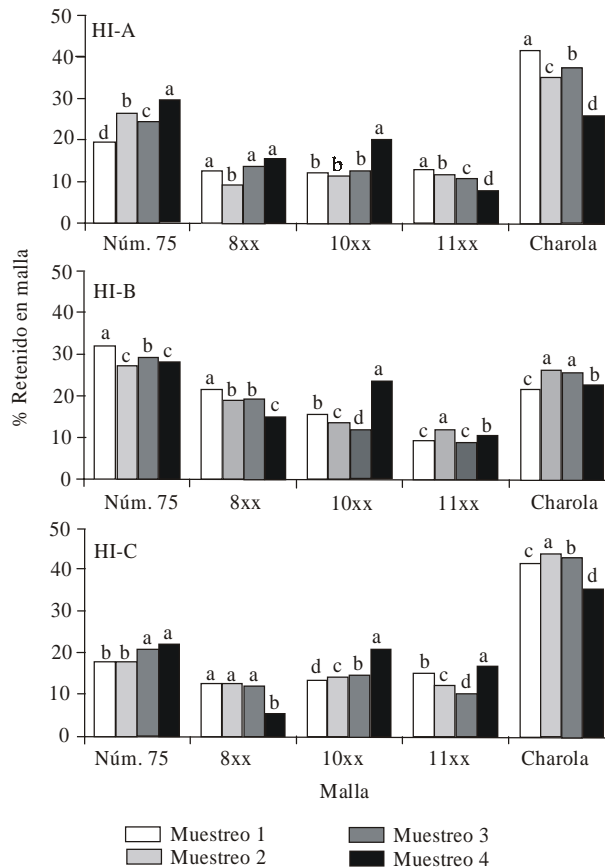 % Retenido en malla
HI-A
50
40
30
20
10
0
d b c a
a b a a
b b b a
a b c d
a c b d
Núm. 75 8xx 10xx 11xx Charola
HI-B
50
40
30
20
10
0
a c b c
a b b c
b c d a
c a c b
b a a b
Núm. 75 8xx 10xx 11xx Charola
HI-C
50
40
30
20
10
0
b b a a
a a a b
d c b a
b c d a
c a b d
Núm. 75 8xx 10xx 11xx Charola
Malla
Muestreo 1
Muestreo 2
Muestreo 3
Muestreo 4